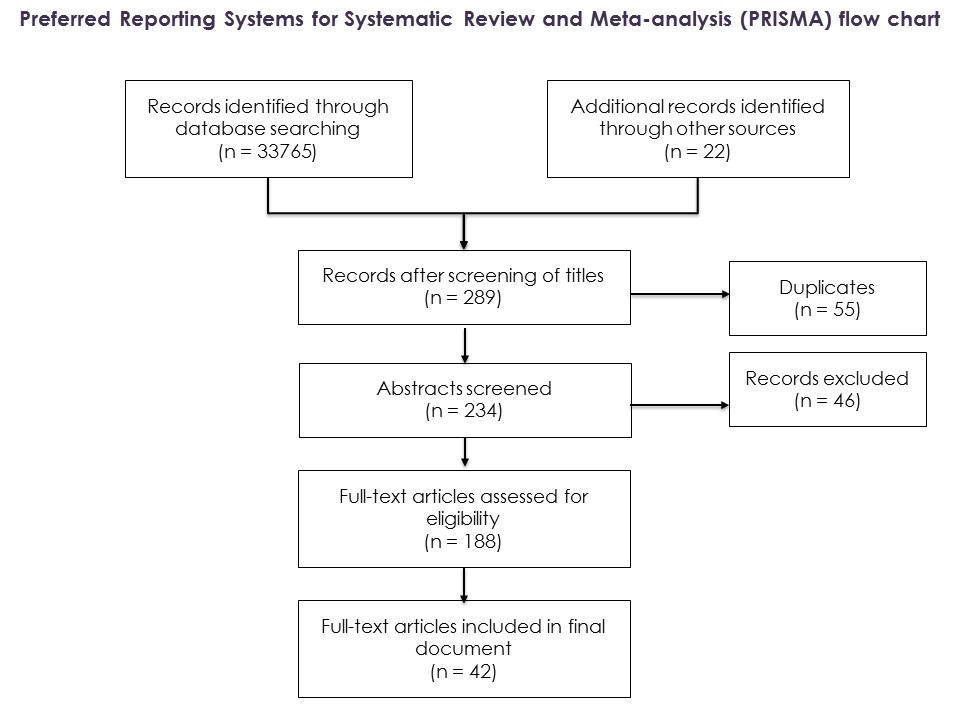 Preferred Reporting Systems for Systematic Review and Meta-analysis (PRISMA) flow chart
Records identified through
database searching
(n = 33765)
Additional records identified
through other sources
(n = 22)
Records after screening of titles
(n = 289)
Duplicates
(n = 55)
Abstracts screened
(n = 234)
Records excluded
(n = 46)
Full-text articles assessed for
eligibility
(n = 188)
Full-text articles included in final
document
(n = 42)